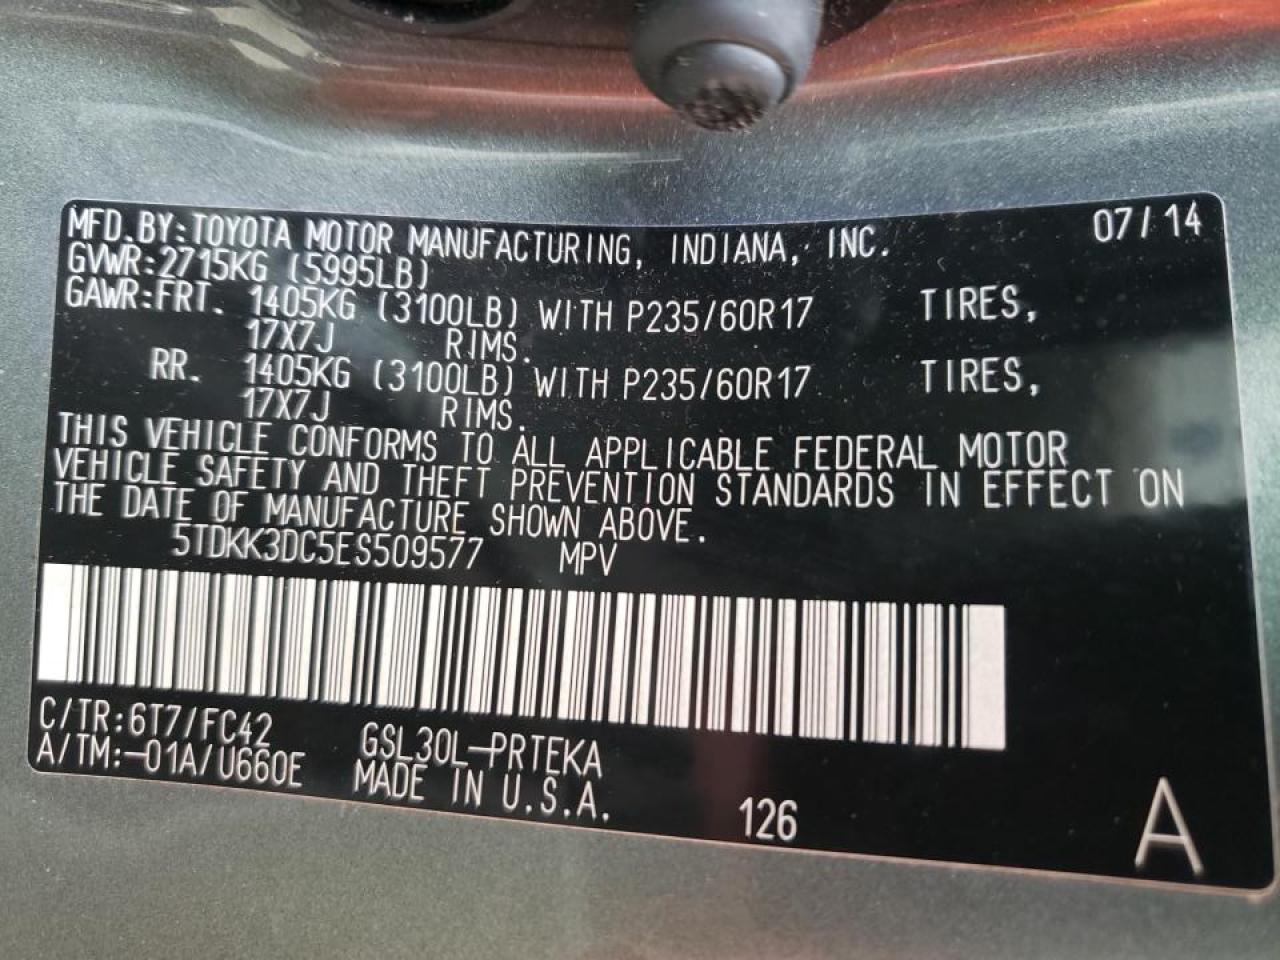 MFD.BY:TOYOTA MOTOR MANUFACTURING, INDIANA, INC. 07/14
GVWR:2715KG (5995LB)
GAWR:FRT. 1405KG (3100LB) WITH P235/60R17 TIRES,
17X7J RIMS.
RR. 1405KG (3100LB) WITH P235/60R17 TIRES,
17X7J RIMS.
THIS VEHICLE CONFORMS TO ALL APPLICABLE FEDERAL MOTOR
VEHICLE SAFETY AND THEFT PREVENTION STANDARDS IN EFFECT ON
THE DATE OF MANUFACTURE SHOWN ABOVE.
5TDKK3DC5ES509577 MPV
C/TR:6T7/FC42 GSL30L-PRTEKA
A/TM:-01A/U660E MADE IN U.S.A.
126 A